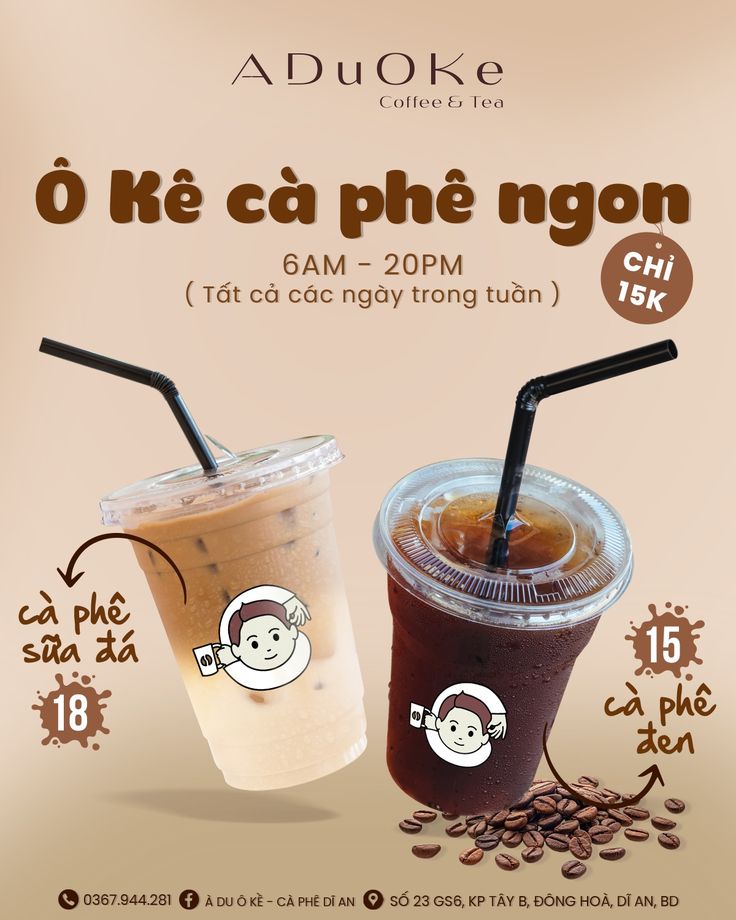 ADuOKe
Coffee & Tea
Ô Kê cà phê ngon
6AM - 20PM
( Tất cả các ngày trong tuần )
CHỈ
15K
cà phê
sữa đá
18
15
cà phê
đen
0367.944.281 À DU Ô KỀ - CÀ PHÊ DĨ AN SỐ 23 GS6, KP TÂY B, ĐÔNG HOÀ, DĨ AN, BD